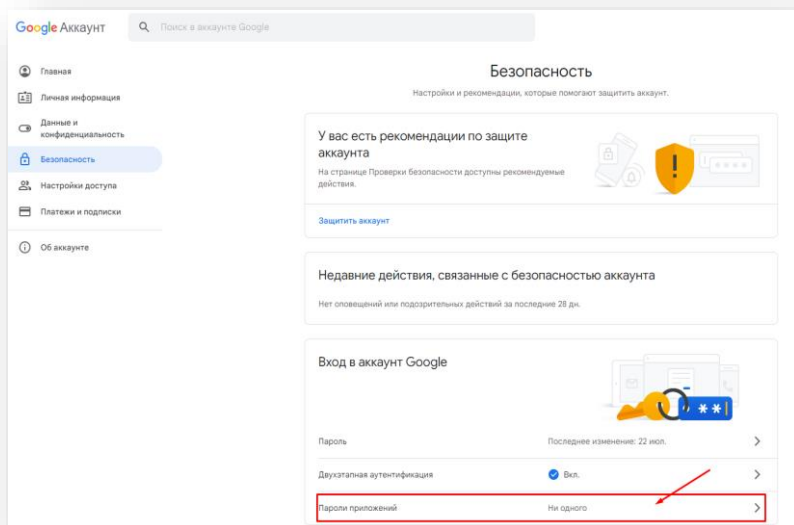 Google Аккаунт
Поиск в аккаунте Google
Главная
Личная информация
Данные и
конфиденциальность
Безопасность
Настройки доступа
Платежи и подписки
Об аккаунте
Безопасность
Настройки и рекомендации, которые помогают защитить аккаунт.
У вас есть рекомендации по защите
аккаунта
На странице Проверки безопасности доступны рекомендуемые
действия.
Защитить аккаунт
Недавние действия, связанные с безопасностью аккаунта
Нет оповещений или подозрительных действий за последние 28 дн.
Вход в аккаунт Google
Пароль Последнее изменение: 22 июл.
Двухэтапная аутентификация Вкл.
Пароли приложений Ни одного